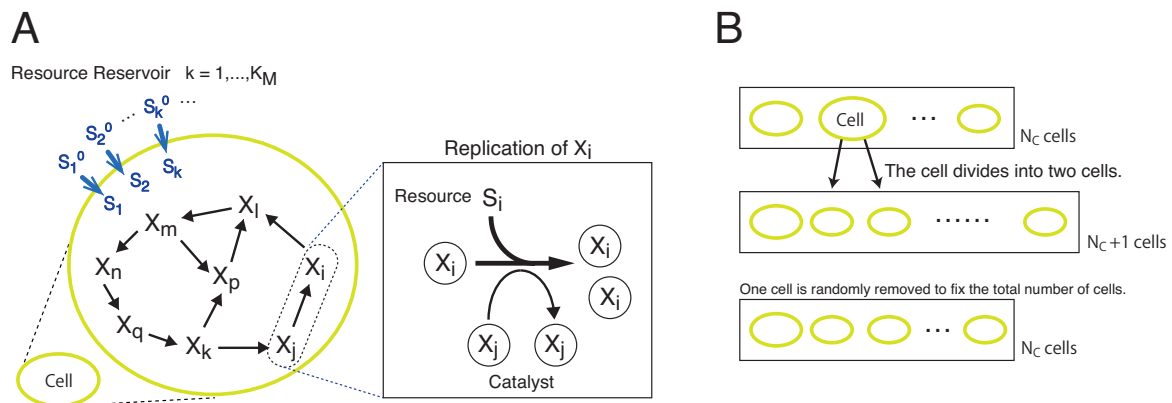 A
Resource Reservoir k = 1,...,K_M
S_1^0
S_2^0
...
S_k^0
...
S_1
S_2
S_k
X_l
X_m
X_n
X_p
X_i
X_q
X_k
X_j
Cell
Replication of X_i
Resource S_i
X_i
X_i
X_i
X_j
X_j
Catalyst
B
Cell
...
N_C cells
The cell divides into two cells.
......
N_C +1 cells
One cell is randomly removed to fix the total number of cells.
...
N_C cells